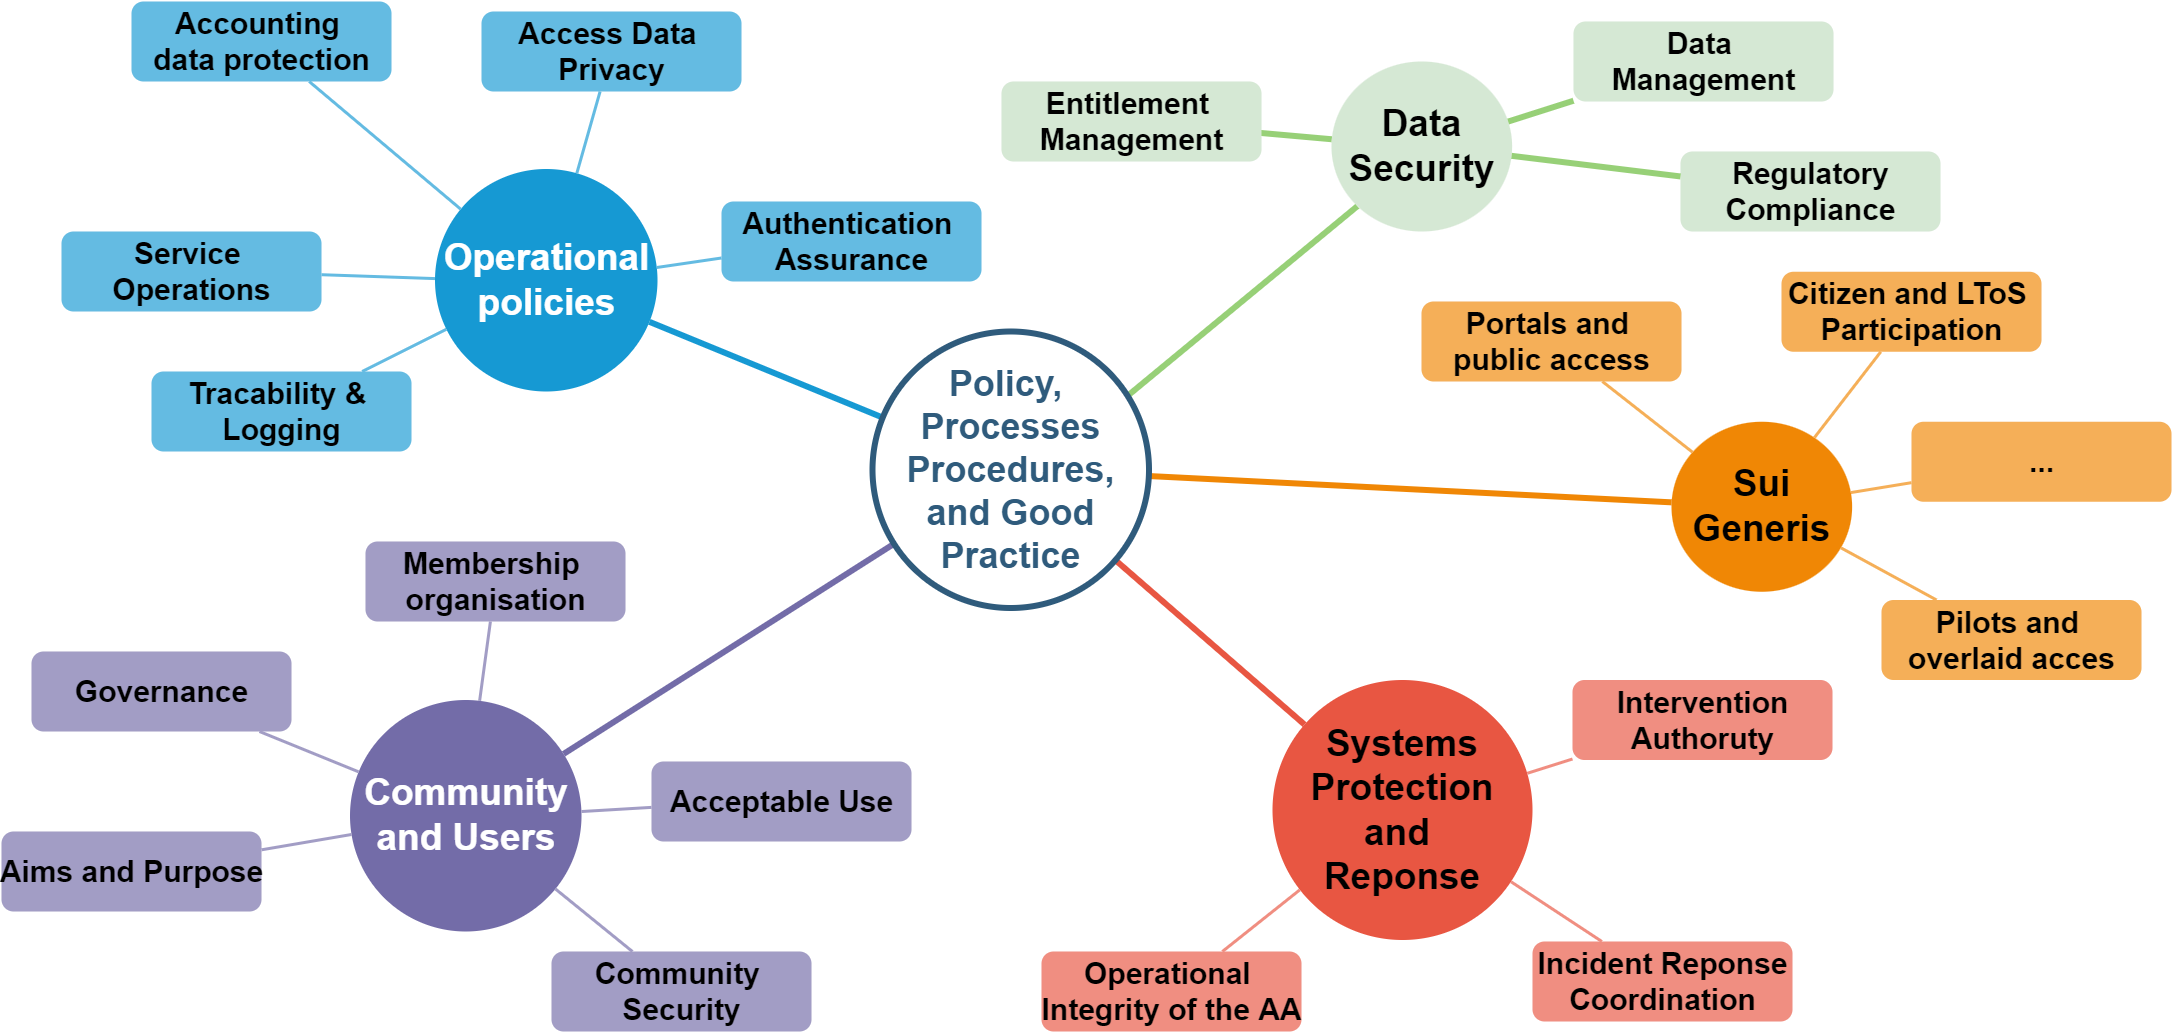 Accounting
data protection
Access Data
Privacy
Service
Operations
Operational
policies
Authentication
Assurance
Tracability &
Logging
Entitlement
Management
Data
Security
Data
Management
Regulatory
Compliance
Policy,
Processes
Procedures,
and Good
Practice
Portals and
public access
Citizen and LToS
Participation
Sui
Generis
...
Pilots and
overlaid acces
Membership
organisation
Governance
Community
and Users
Acceptable Use
Aims and Purpose
Community
Security
Systems
Protection
and
Reponse
Intervention
Authoruty
Operational
Integrity of the AA
Incident Reponse
Coordination